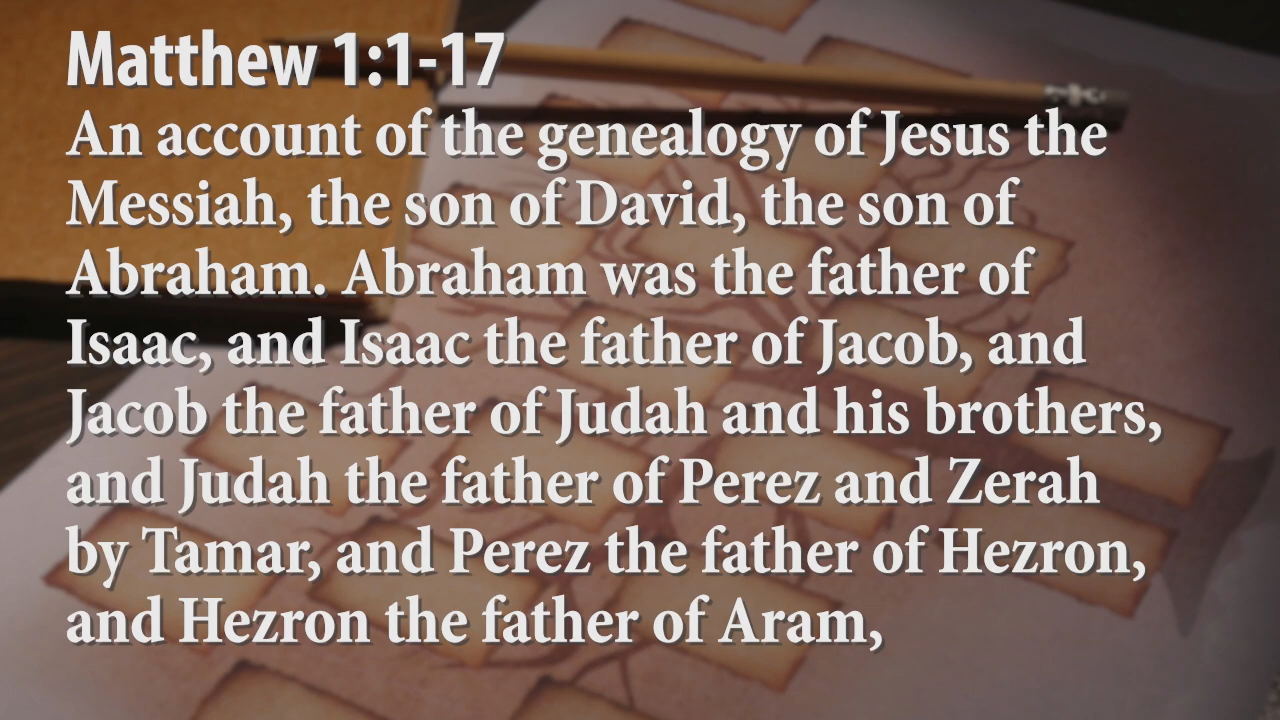 Matthew 1:1-17
An account of the genealogy of Jesus the
Messiah, the son of David, the son of
Abraham. Abraham was the father of
Isaac, and Isaac the father of Jacob, and
Jacob the father of Judah and his brothers,
and Judah the father of Perez and Zerah
by Tamar, and Perez the father of Hezron,
and Hezron the father of Aram,